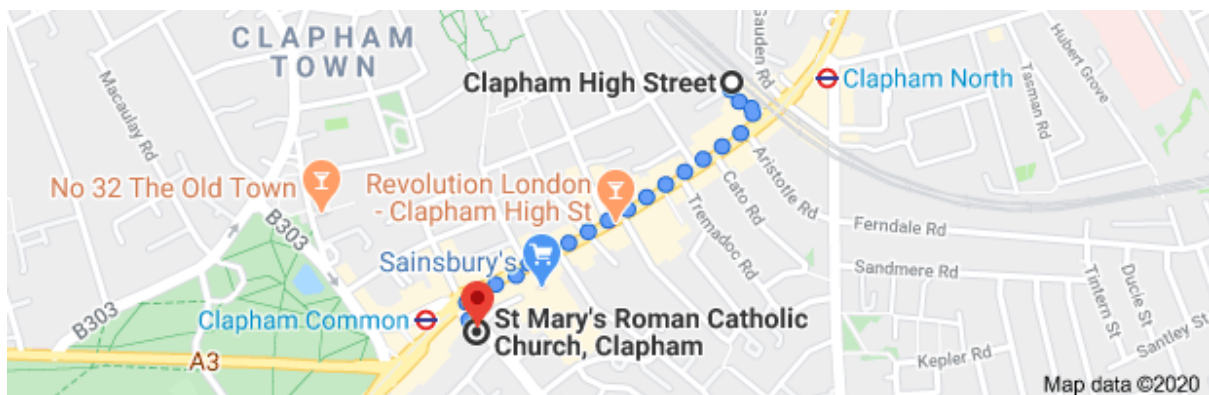 CLAPHAM
TOWN
Macaulay Rd
Clapham High Street
Gauden Rd
Clapham North
Hubert Grove
Tasman Rd
No 32 The Old Town
Revolution London
- Clapham High St
Aristotle Rd
Cato Rd
Tremadoc Rd
Ferndale Rd
B303
Sainsbury's
Sandmere Rd
Tintern St
Ducie St
Santley St
B303
Clapham Common
St Mary's Roman Catholic
Church, Clapham
A3
Kepler Rd
Map data ©2020